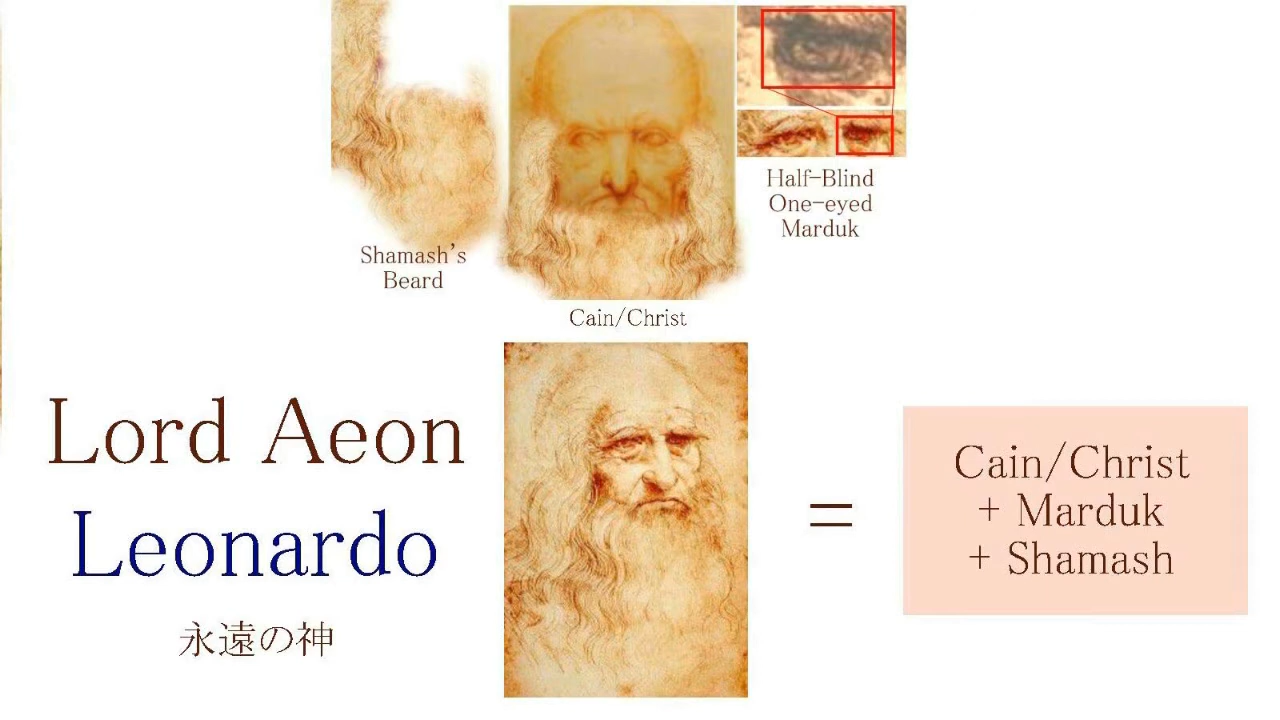 Shamash's
Beard
Cain/Christ
Half-Blind
One-eyed
Marduk
Lord Aeon
Leonardo
永遠の神
=
Cain/Christ
+ Marduk
+ Shamash